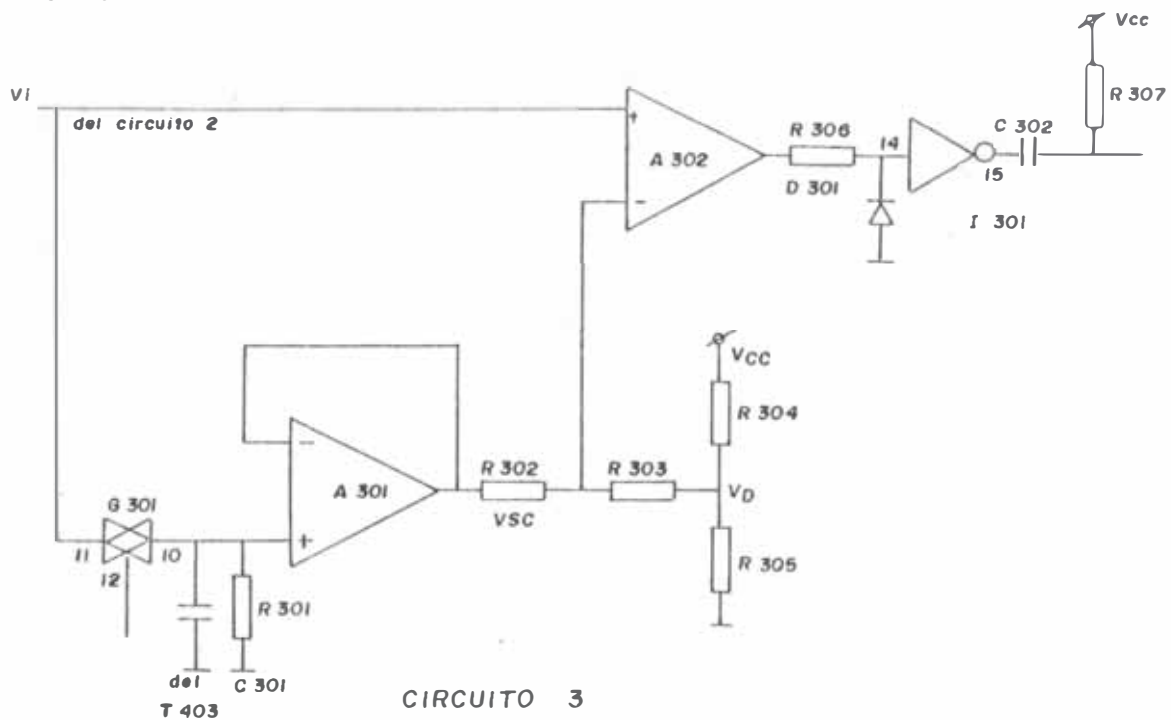 Vcc
Vi
del circuito 2
R 307
C 302
R 306
14
+
A 302
D 301
15
-
I 301
VCC
R 304
-
R 302
R 303
G 301
A 301
VD
VSC
11
10
+
12
R 305
R 301
del
C 301
T 403
CIRCUITO 3